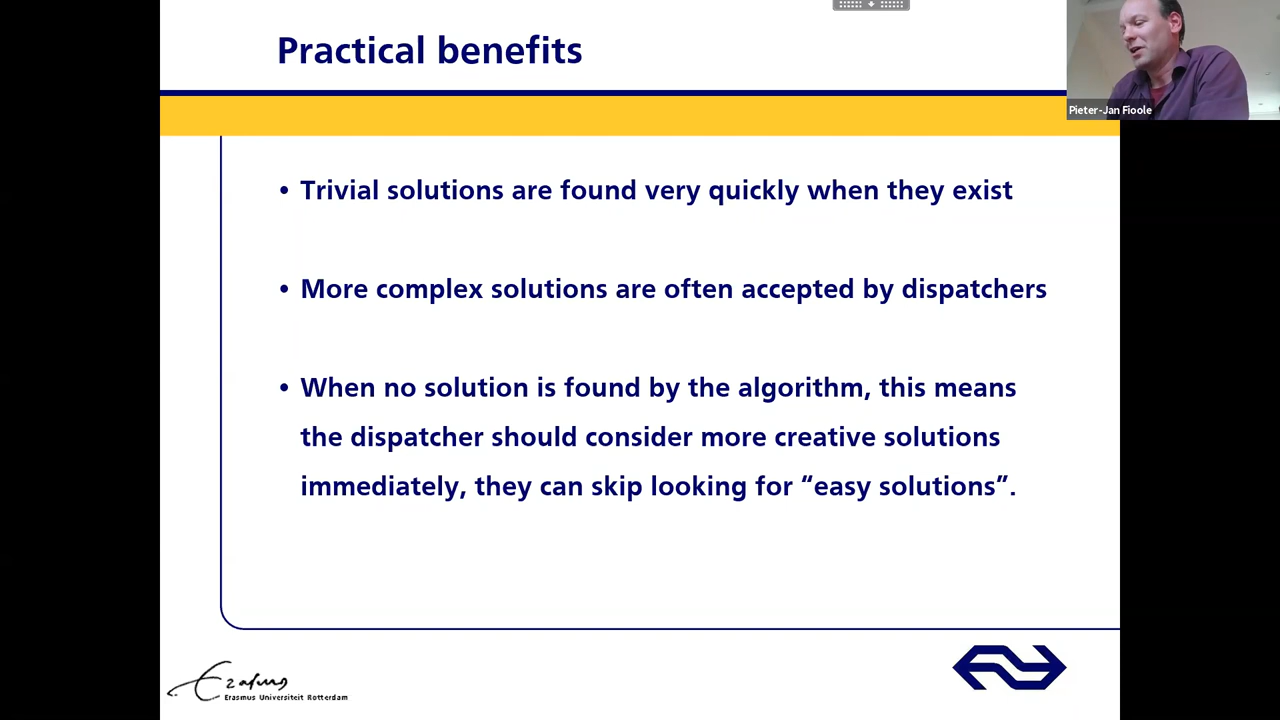 Practical benefits
Pieter-Jan Fioole
• Trivial solutions are found very quickly when they exist
• More complex solutions are often accepted by dispatchers
• When no solution is found by the algorithm, this means
the dispatcher should consider more creative solutions
immediately, they can skip looking for “easy solutions”.
Erasmus
Erasmus Universiteit Rotterdam